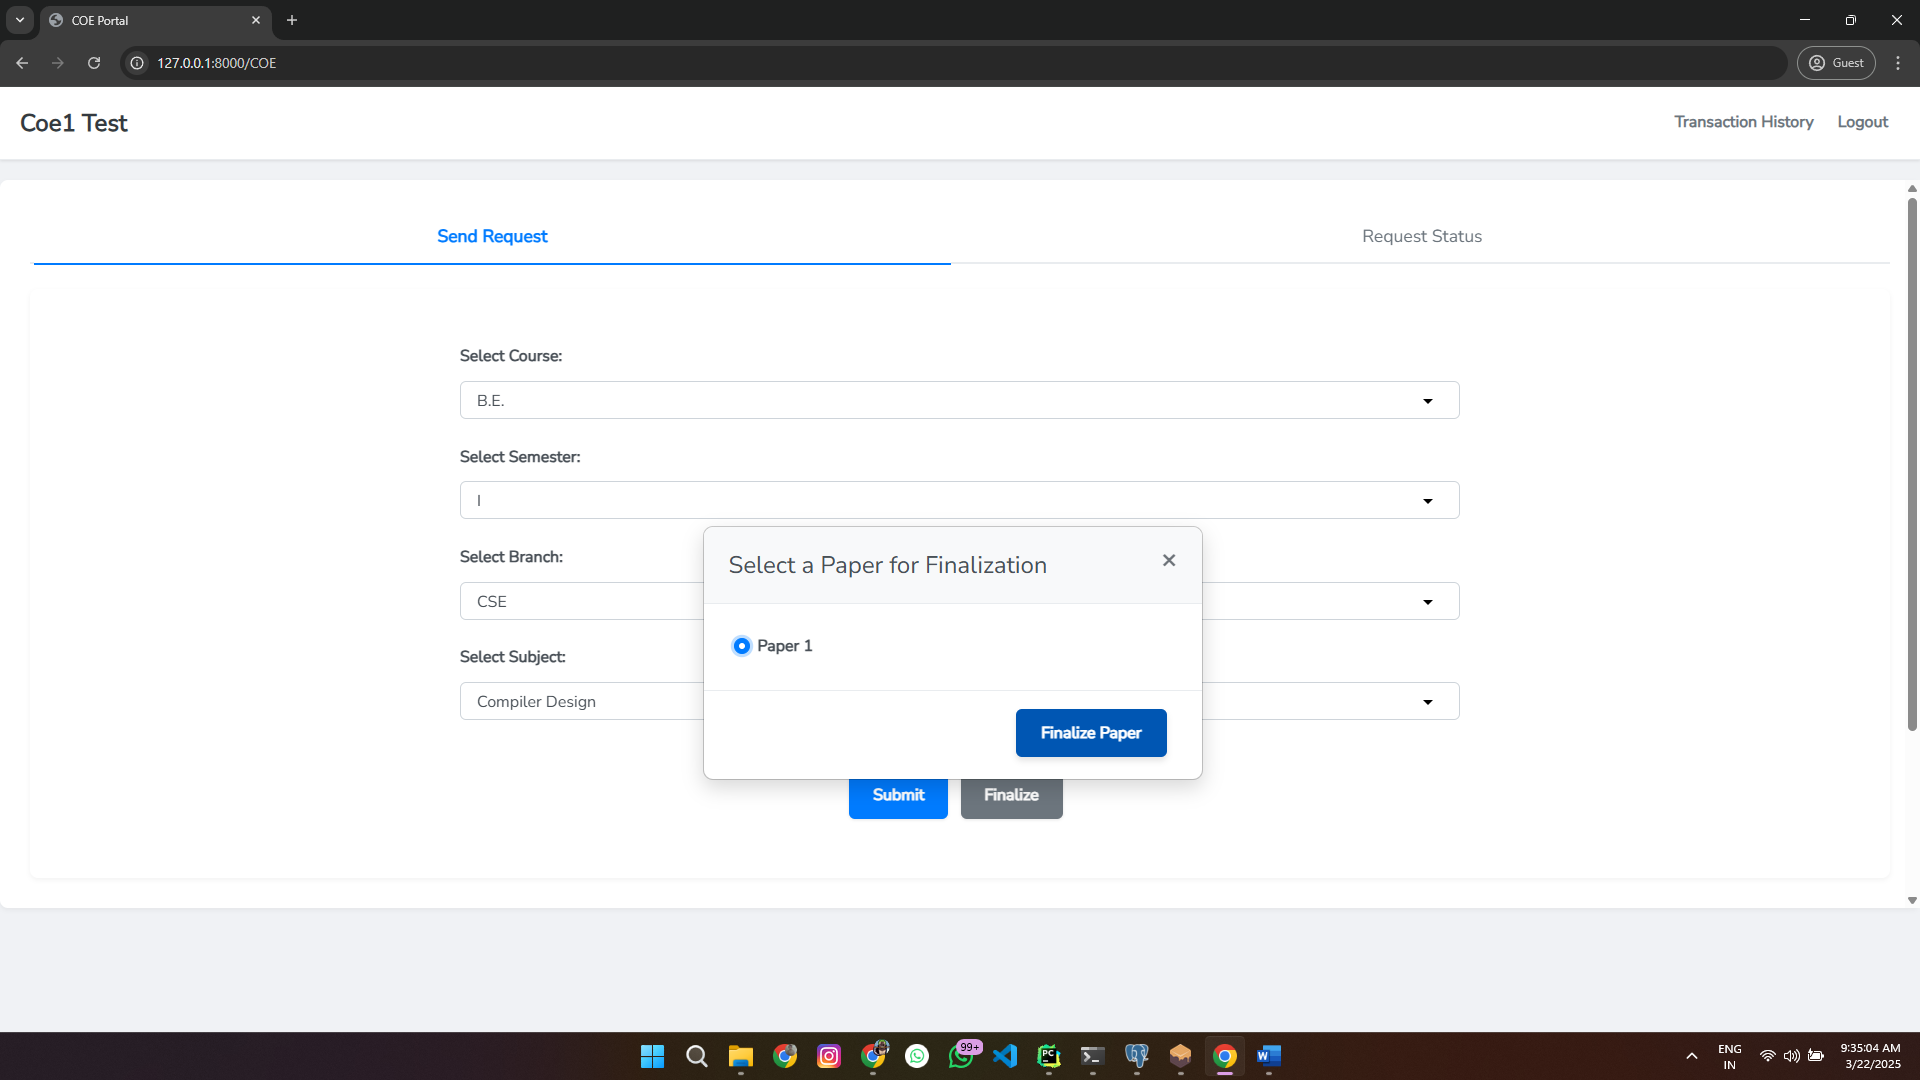 COE Portal
127.0.0.1:8000/COE
Guest
Coe1 Test
Transaction History
Logout
Send Request
Request Status
Select Course:
B.E.
Select Semester:
I
Select Branch:
CSE
Select Subject:
Compiler Design
Select a Paper for Finalization
Paper 1
Finalize Paper
Submit
Finalize
99+
PC
W
ENG
IN
9:35:04 AM
3/22/2025